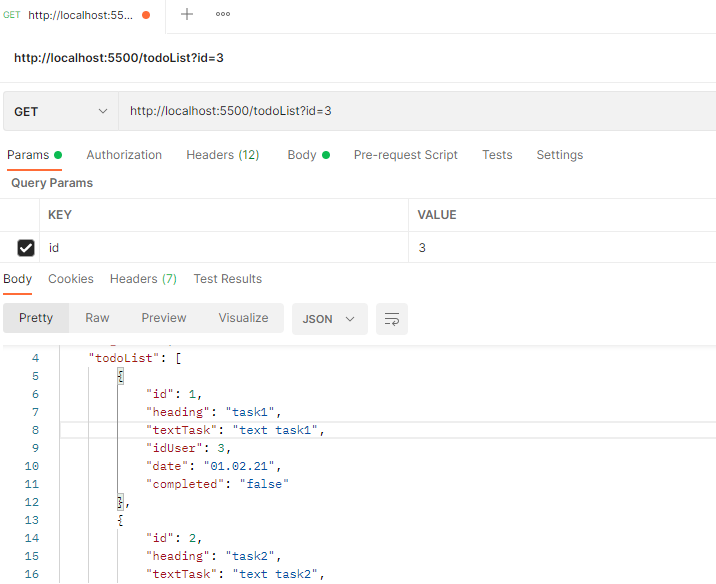 GET http://localhost:55...
http://localhost:5500/todoList?id=3
GET http://localhost:5500/todoList?id=3
Params Authorization Headers (12) Body Pre-request Script Tests Settings
Query Params
KEY VALUE
id 3
Body Cookies Headers (7) Test Results
Pretty Raw Preview Visualize JSON
4 "todoList": [
5 {
6 "id": 1,
7 "heading": "task1",
8 "textTask": "text task1",
9 "idUser": 3,
10 "date": "01.02.21",
11 "completed": "false"
12 },
13 {
14 "id": 2,
15 "heading": "task2",
16 "textTask": "text task2",